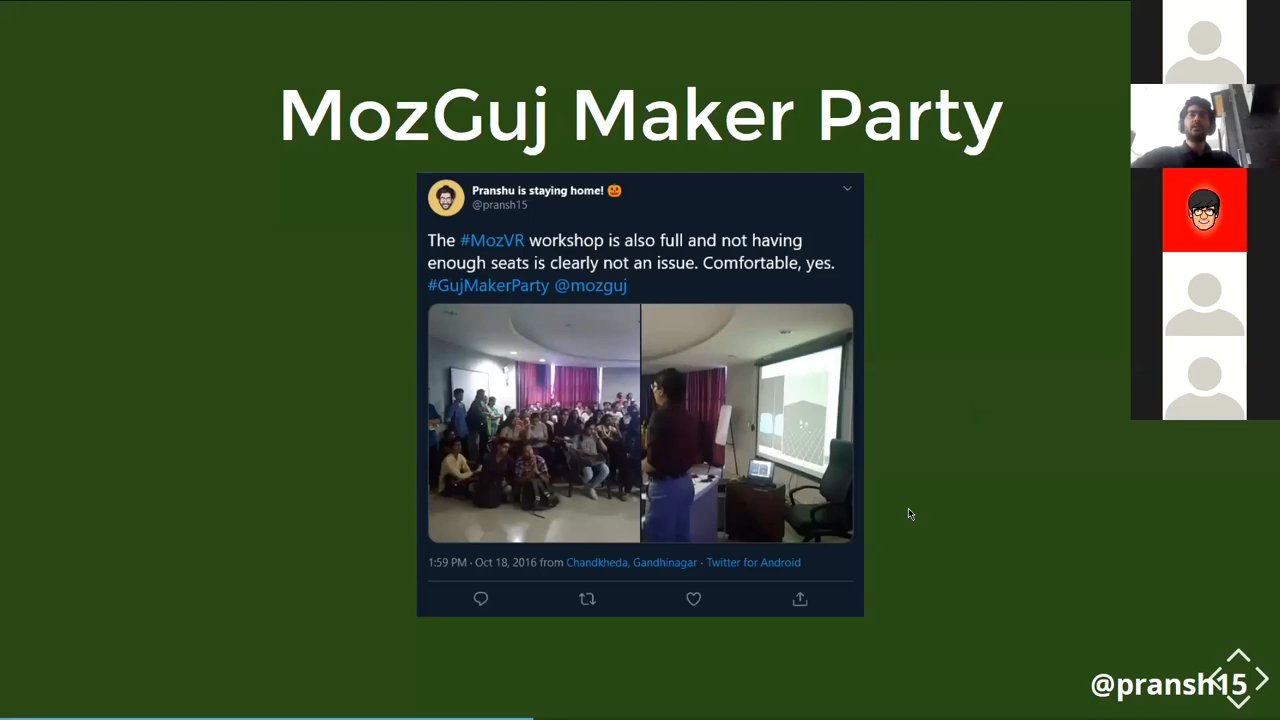 MozGuj Maker Party
Pranshu is staying home! 🎃
@pransh15
The #MozVR workshop is also full and not having
enough seats is clearly not an issue. Comfortable, yes.
#GujMakerParty @mozguj
1:59 PM · Oct 18, 2016 from Chandkheda, Gandhinagar · Twitter for Android
@pransh15